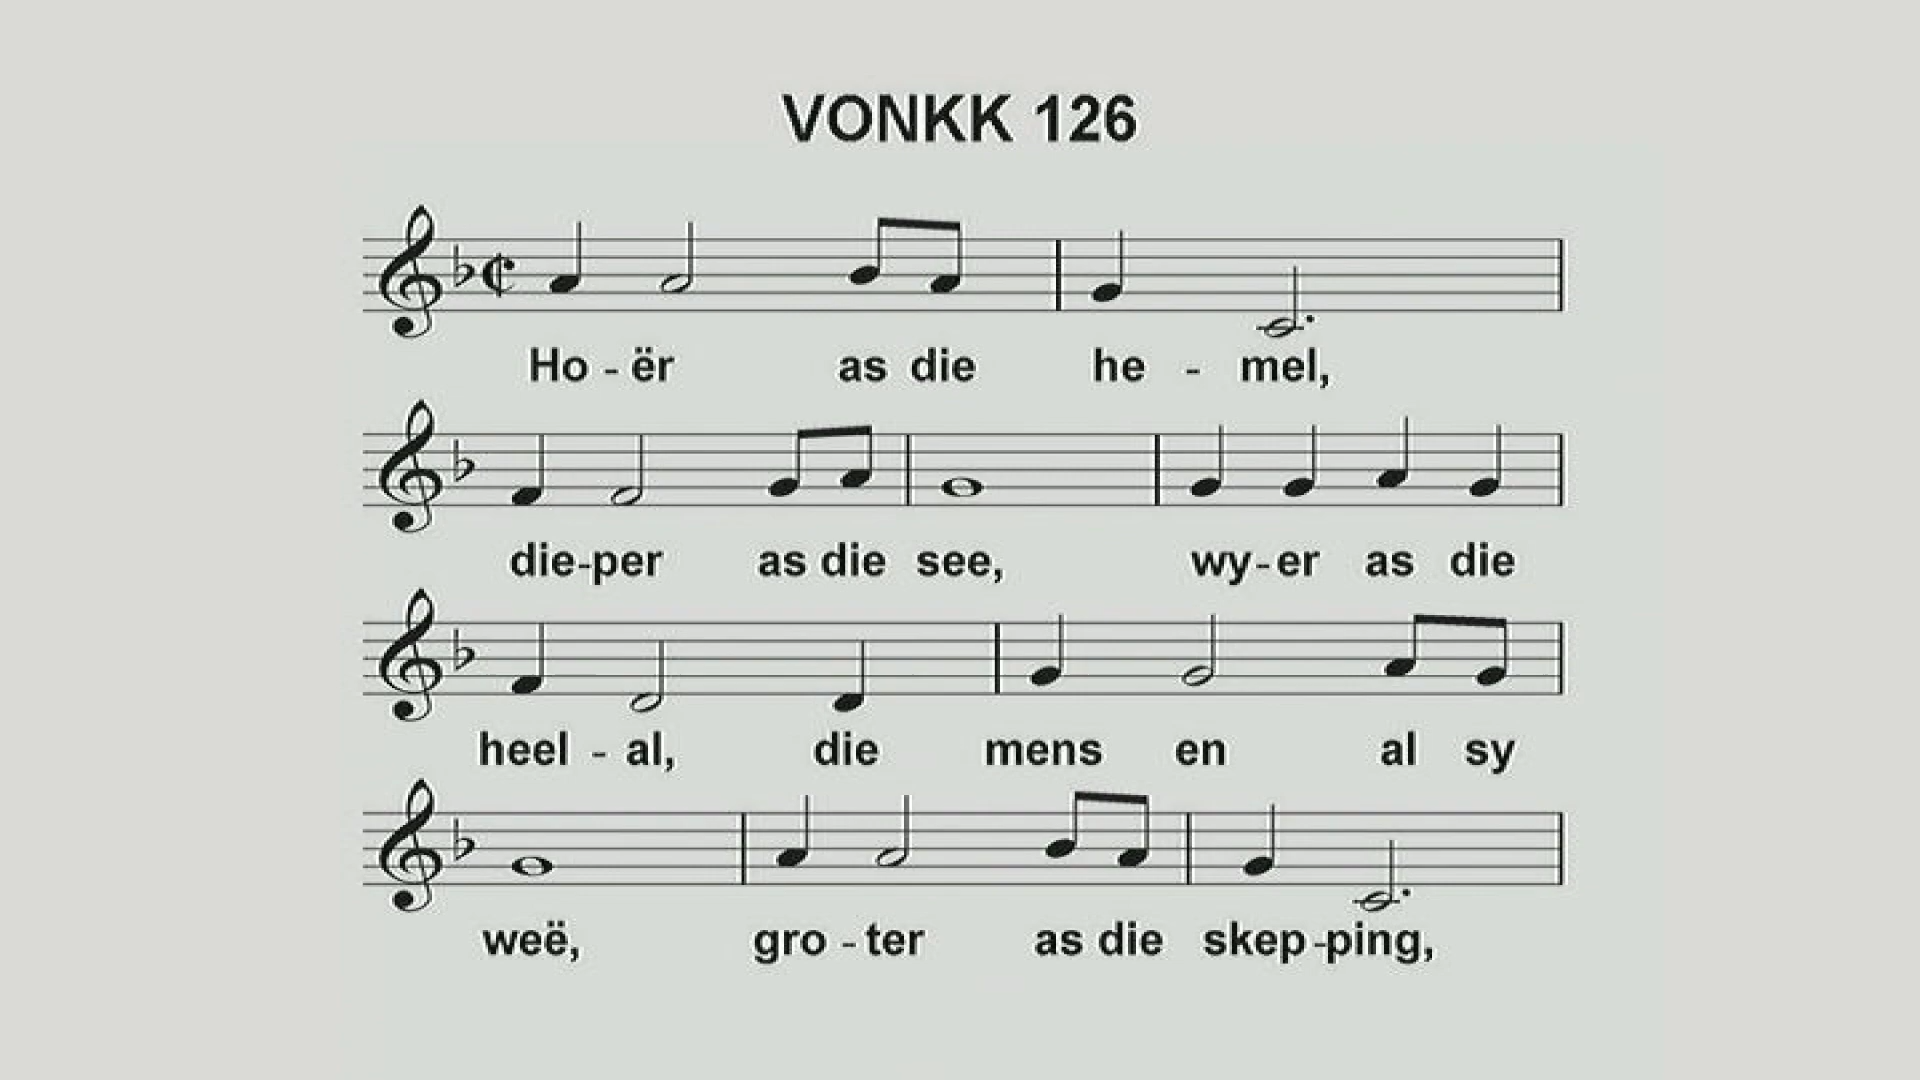 VONKK 126
Ho - ër as die he - mel,
die-per as die see, wy-er as die
heel - al, die mens en al sy
weë, gro - ter as die skep-ping,